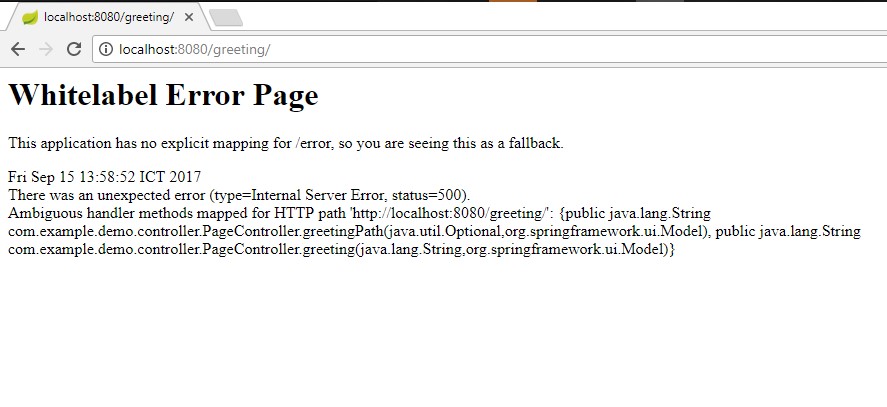 localhost:8080/greeting/
localhost:8080/greeting/
Whitelabel Error Page
This application has no explicit mapping for /error, so you are seeing this as a fallback.
Fri Sep 15 13:58:52 ICT 2017
There was an unexpected error (type=Internal Server Error, status=500).
Ambiguous handler methods mapped for HTTP path 'http://localhost:8080/greeting/': {public java.lang.String
com.example.demo.controller.PageController.greetingPath(java.util.Optional,org.springframework.ui.Model), public java.lang.String
com.example.demo.controller.PageController.greeting(java.lang.String,org.springframework.ui.Model)}